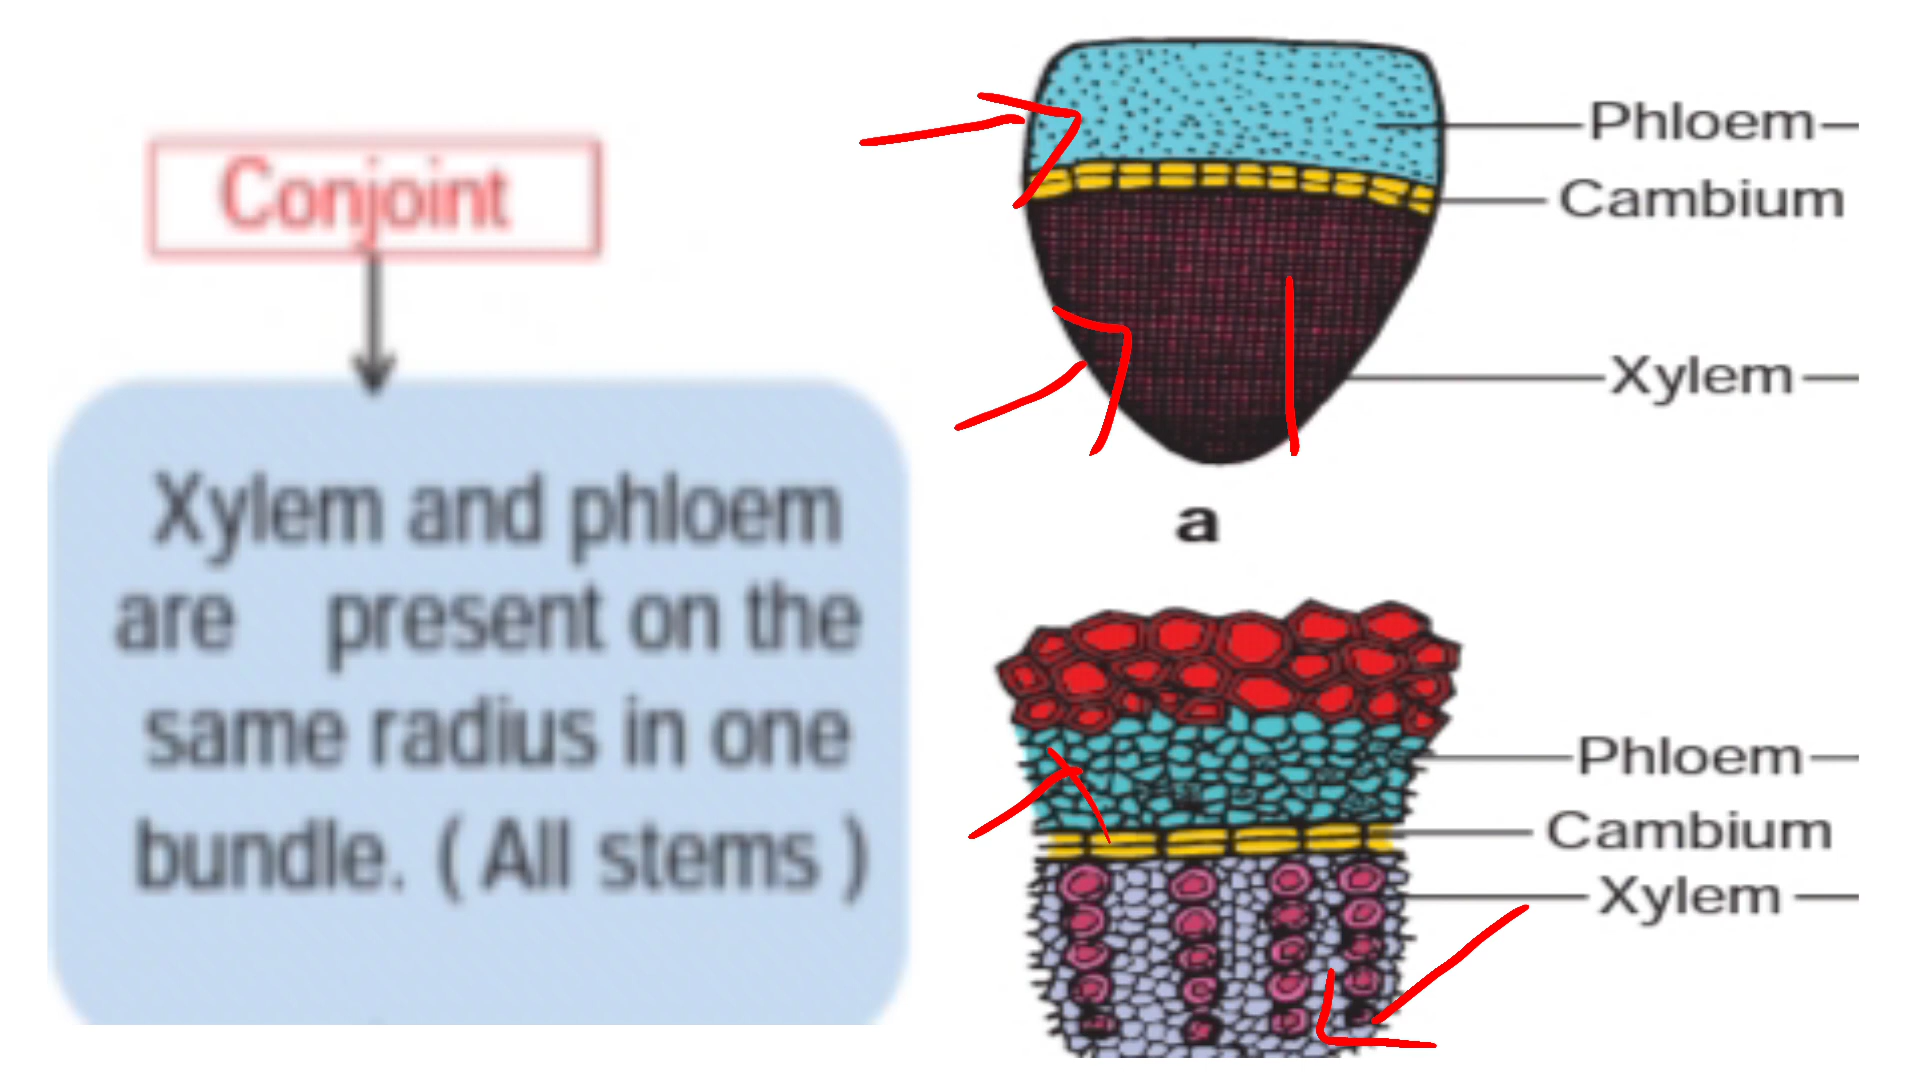 Conjoint
Xylem and phloem
are present on the
same radius in one
bundle. ( All stems )
Phloem
Cambium
Xylem
a
Phloem
Cambium
Xylem